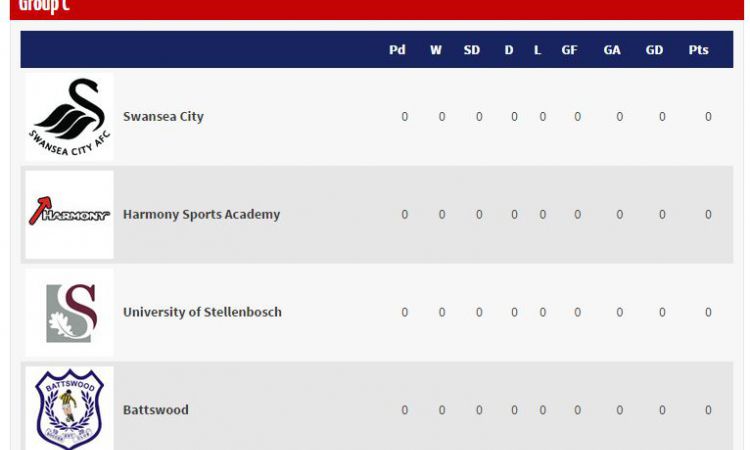 Group C
Pd W SD D L GF GA GD Pts
SWANSEA CITY AFC
Swansea City 0 0 0 0 0 0 0 0 0
HARMONY
Harmony Sports Academy 0 0 0 0 0 0 0 0 0
S
University of Stellenbosch 0 0 0 0 0 0 0 0 0
BATTSWOOD
Battswood 0 0 0 0 0 0 0 0 0